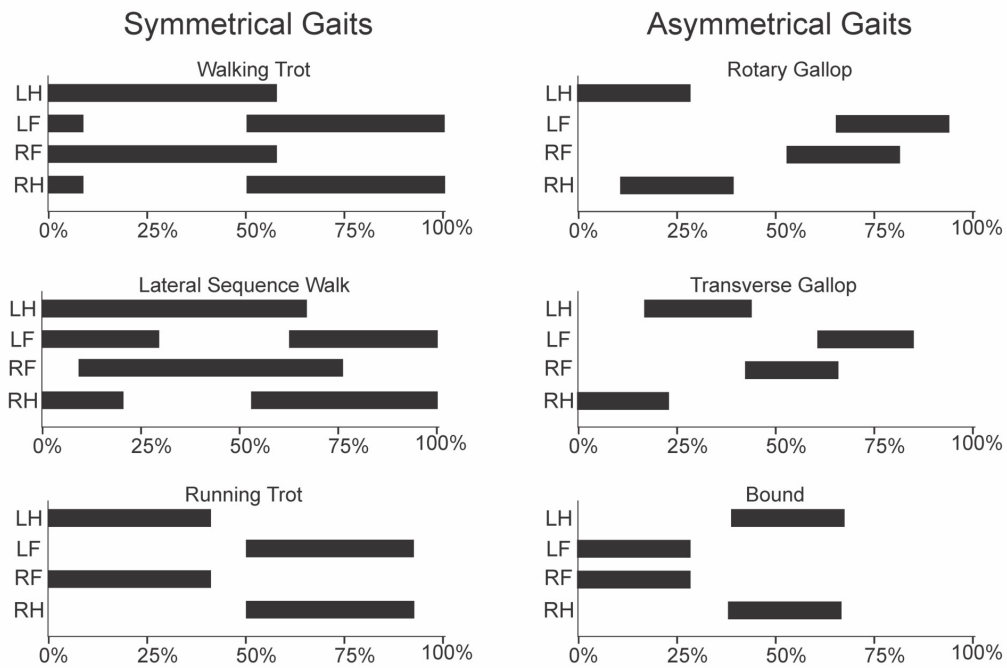 Symmetrical Gaits
Walking Trot
LH
LF
RF
RH
0% 25% 50% 75% 100%
Lateral Sequence Walk
LH
LF
RF
RH
0% 25% 50% 75% 100%
Running Trot
LH
LF
RF
RH
0% 25% 50% 75% 100%
Asymmetrical Gaits
Rotary Gallop
LH
LF
RF
RH
0% 25% 50% 75% 100%
Transverse Gallop
LH
LF
RF
RH
0% 25% 50% 75% 100%
Bound
LH
LF
RF
RH
0% 25% 50% 75% 100%